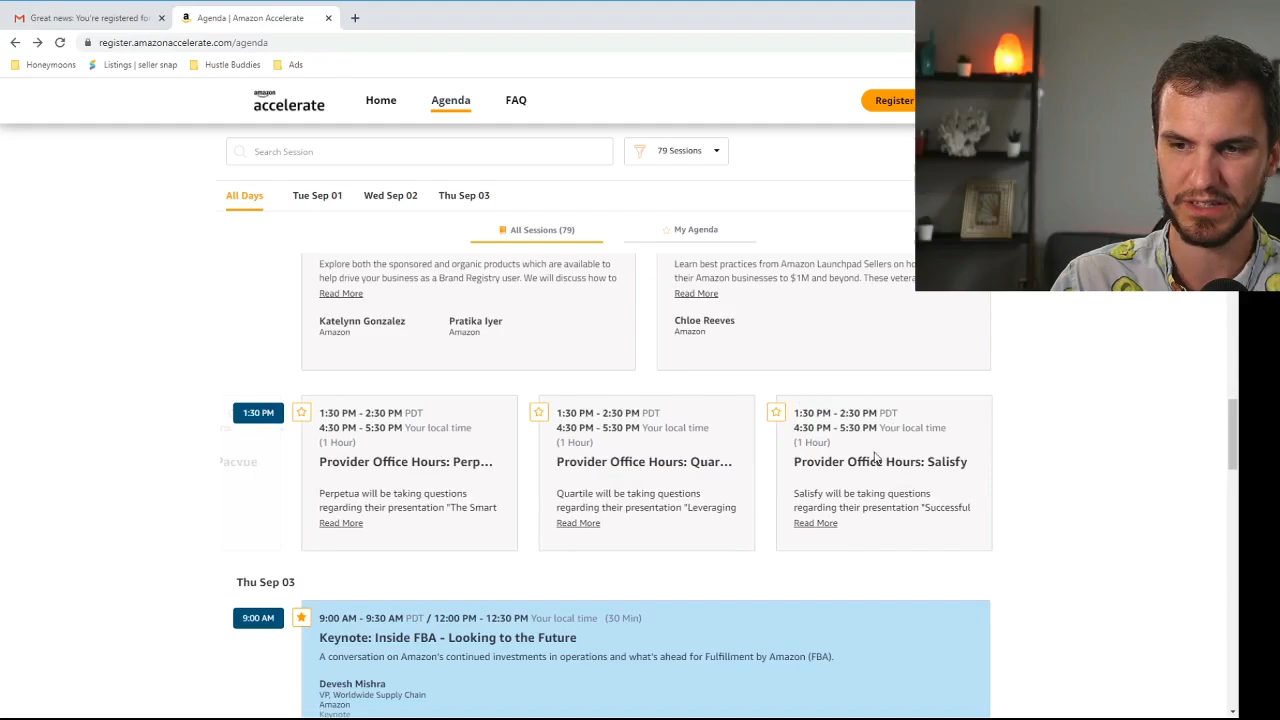 Great news: You're registered fo
Agenda | Amazon Accelerate
register.amazonaccelerate.com/agenda
Honeymoons
Listings | seller snap
Hustle Buddies
Ads
amazon
accelerate
Home
Agenda
FAQ
Register
Search Session
79 Sessions
All Days
Tue Sep 01
Wed Sep 02
Thu Sep 03
All Sessions (79)
My Agenda
Explore both the sponsored and organic products which are available to
help drive your business as a Brand Registry user. We will discuss how to
Read More
Katelynn Gonzalez
Amazon
Pratika Iyer
Amazon
Learn best practices from Amazon Launchpad Sellers on ho
their Amazon businesses to $1M and beyond. These vetera
Read More
Chloe Reeves
Amazon
1:30 PM
Pacvue
1:30 PM - 2:30 PM PDT
4:30 PM - 5:30 PM Your local time
(1 Hour)
Provider Office Hours: Perp...
Perpetua will be taking questions
regarding their presentation "The Smart
Read More
1:30 PM - 2:30 PM PDT
4:30 PM - 5:30 PM Your local time
(1 Hour)
Provider Office Hours: Quar...
Quartile will be taking questions
regarding their presentation "Leveraging
Read More
1:30 PM - 2:30 PM PDT
4:30 PM - 5:30 PM Your local time
(1 Hour)
Provider Office Hours: Salisfy
Salisfy will be taking questions
regarding their presentation "Successful
Read More
Thu Sep 03
9:00 AM
9:00 AM - 9:30 AM PDT / 12:00 PM - 12:30 PM Your local time (30 Min)
Keynote: Inside FBA - Looking to the Future
A conversation on Amazon's continued investments in operations and what's ahead for Fulfillment by Amazon (FBA).
Devesh Mishra
VP, Worldwide Supply Chain
Amazon
Keynote